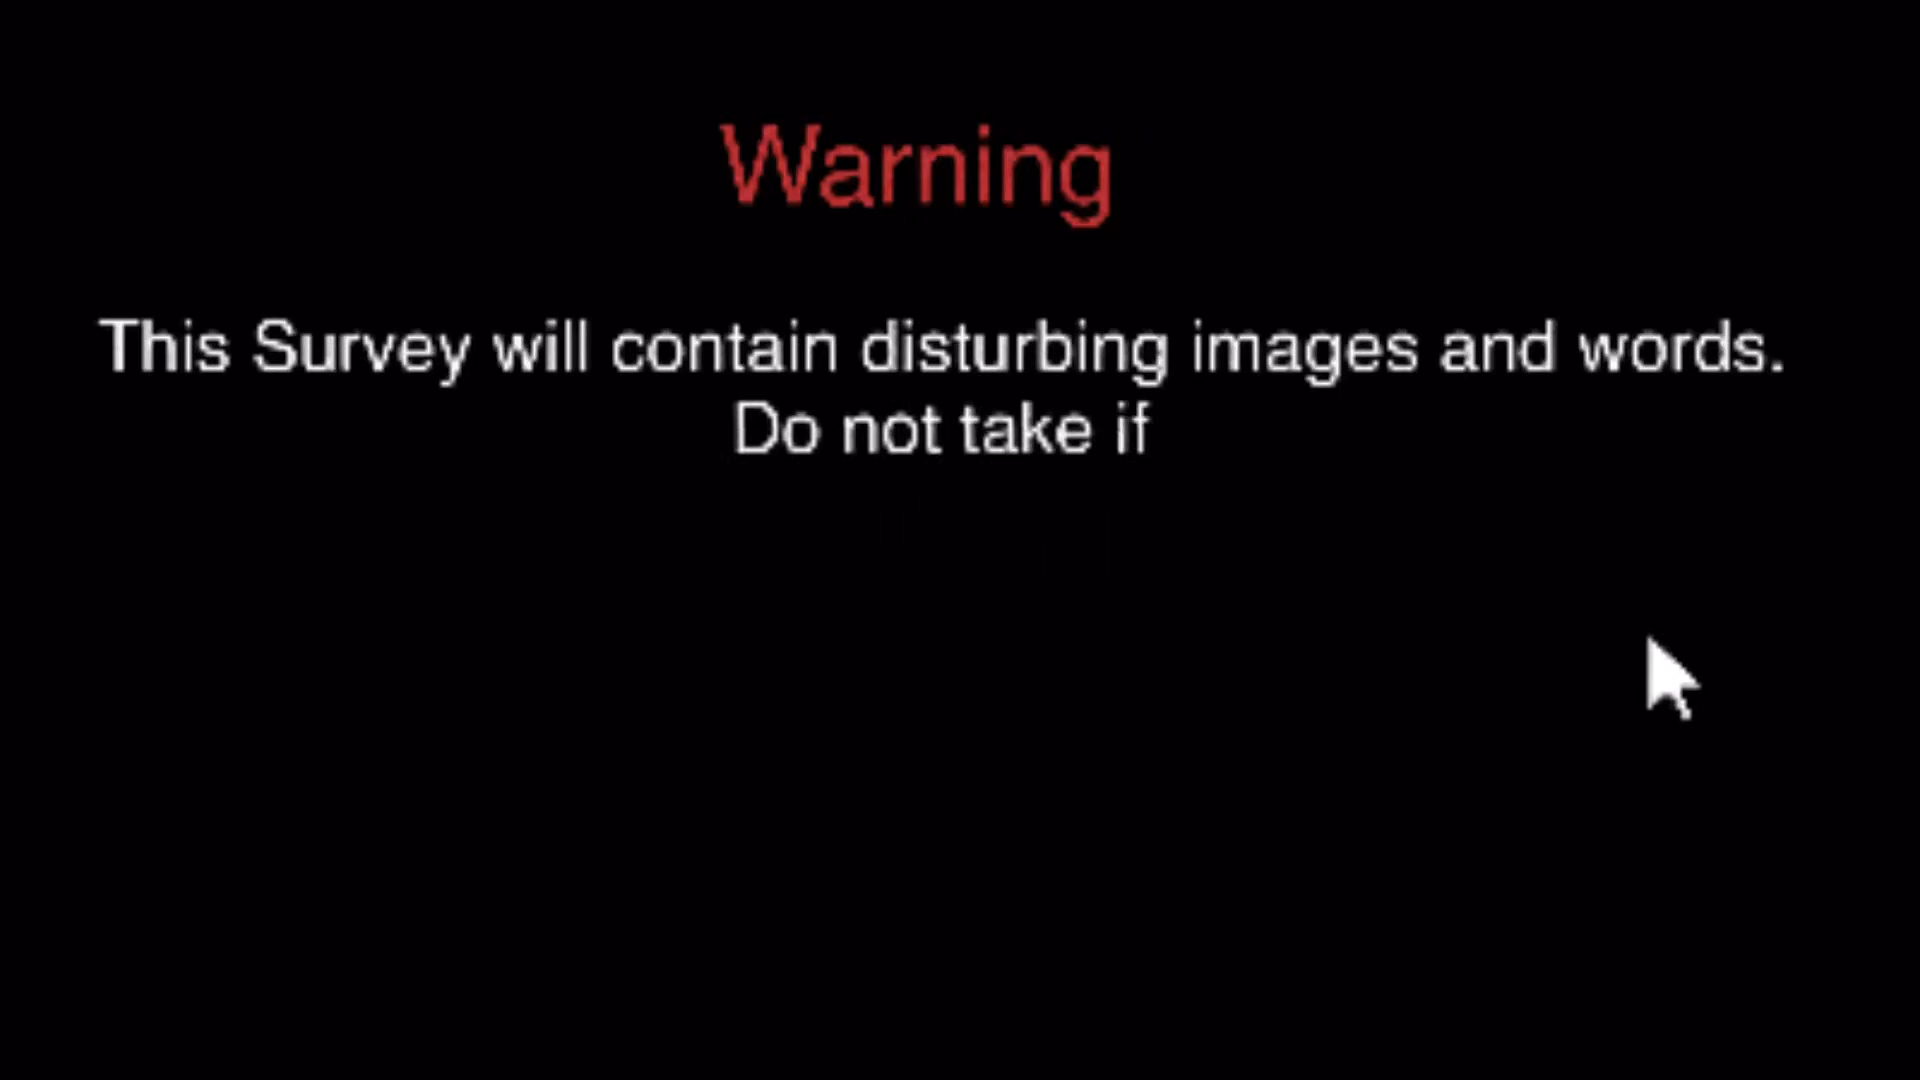 Warning
This Survey will contain disturbing images and words.
Do not take if